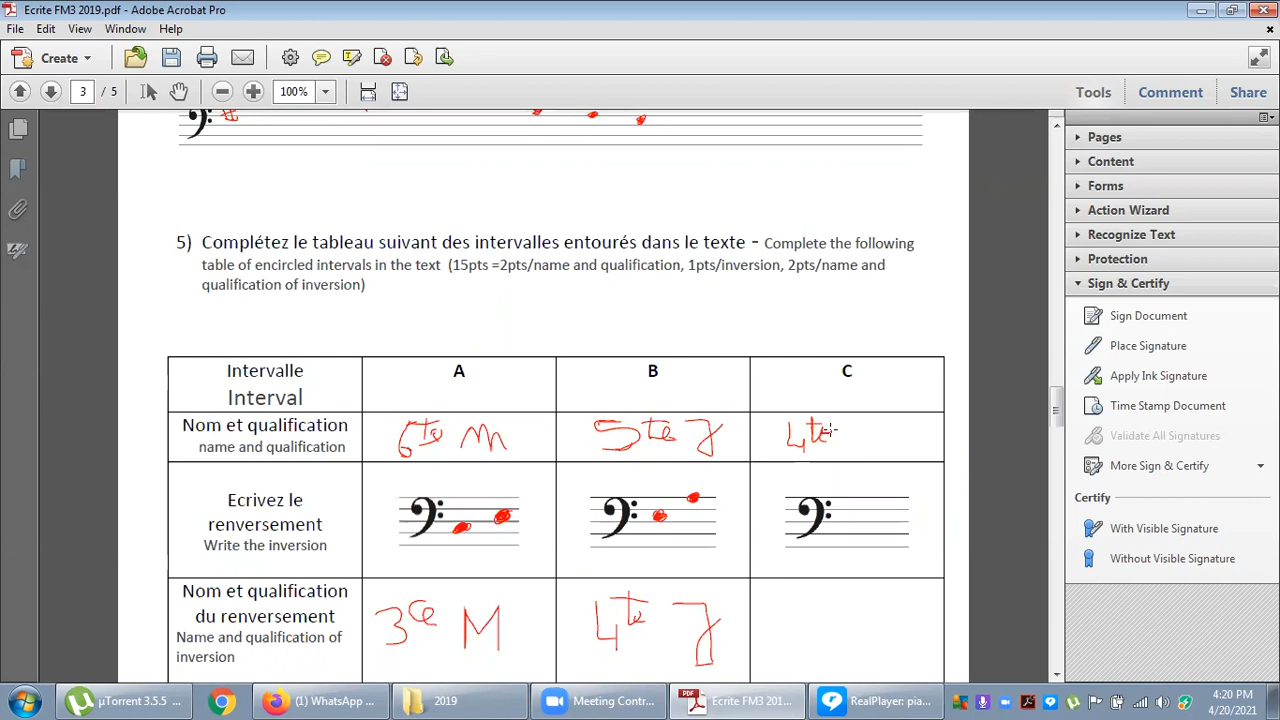 Ecrite FM3 2019.pdf - Adobe Acrobat Pro
File Edit View Window Help
Create
3 / 5 100% Tools Comment Share
5) Complétez le tableau suivant des intervalles entourés dans le texte - Complete the following
table of encircled intervals in the text (15pts =2pts/name and qualification, 1pts/inversion, 2pts/name and
qualification of inversion)
Intervalle
Interval
A B C
Nom et qualification
name and qualification
6te m 5te J 4te
Ecrivez le
renversement
Write the inversion
Nom et qualification
du renversement
Name and qualification of
inversion
3ce M 4te J
Pages
Content
Forms
Action Wizard
Recognize Text
Protection
Sign & Certify
Sign Document
Place Signature
Apply Ink Signature
Time Stamp Document
Validate All Signatures
More Sign & Certify
Certify
With Visible Signature
Without Visible Signature
µTorrent 3.5.5 ... (1) WhatsApp ... 2019 Meeting Contr... Ecrite FM3 201... RealPlayer: pia... 4:20 PM
4/20/2021